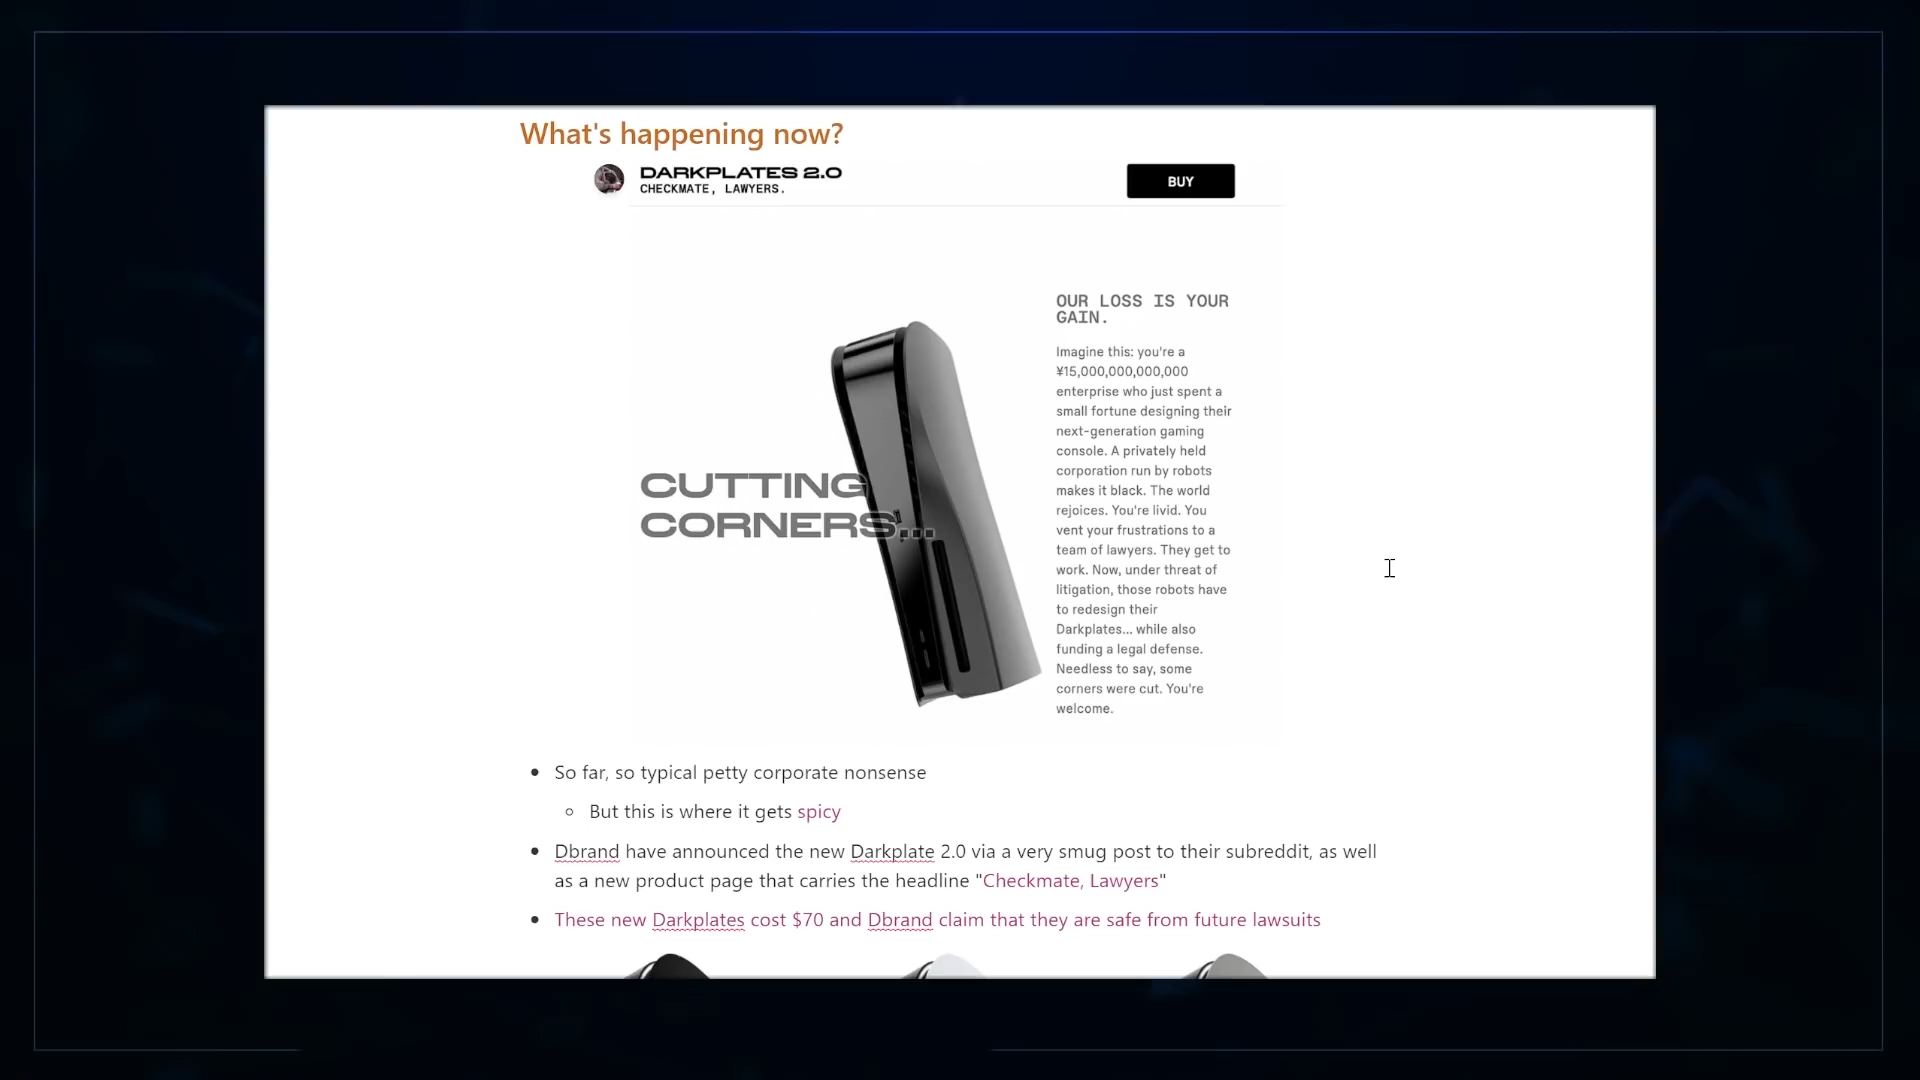 What's happening now?
DARKPLATES 2.0
CHECKMATE, LAWYERS.
BUY
CUTTING
CORNERS...
OUR LOSS IS YOUR
GAIN.
Imagine this: you're a
¥15,000,000,000,000
enterprise who just spent a
small fortune designing their
next-generation gaming
console. A privately held
corporation run by robots
makes it black. The world
rejoices. You're livid. You
vent your frustrations to a
team of lawyers. They get to
work. Now, under threat of
litigation, those robots have
to redesign their
Darkplates... while also
funding a legal defense.
Needless to say, some
corners were cut. You're
welcome.
• So far, so typical petty corporate nonsense
○ But this is where it gets spicy
• Dbrand have announced the new Darkplate 2.0 via a very smug post to their subreddit, as well
as a new product page that carries the headline "Checkmate, Lawyers"
• These new Darkplates cost $70 and Dbrand claim that they are safe from future lawsuits